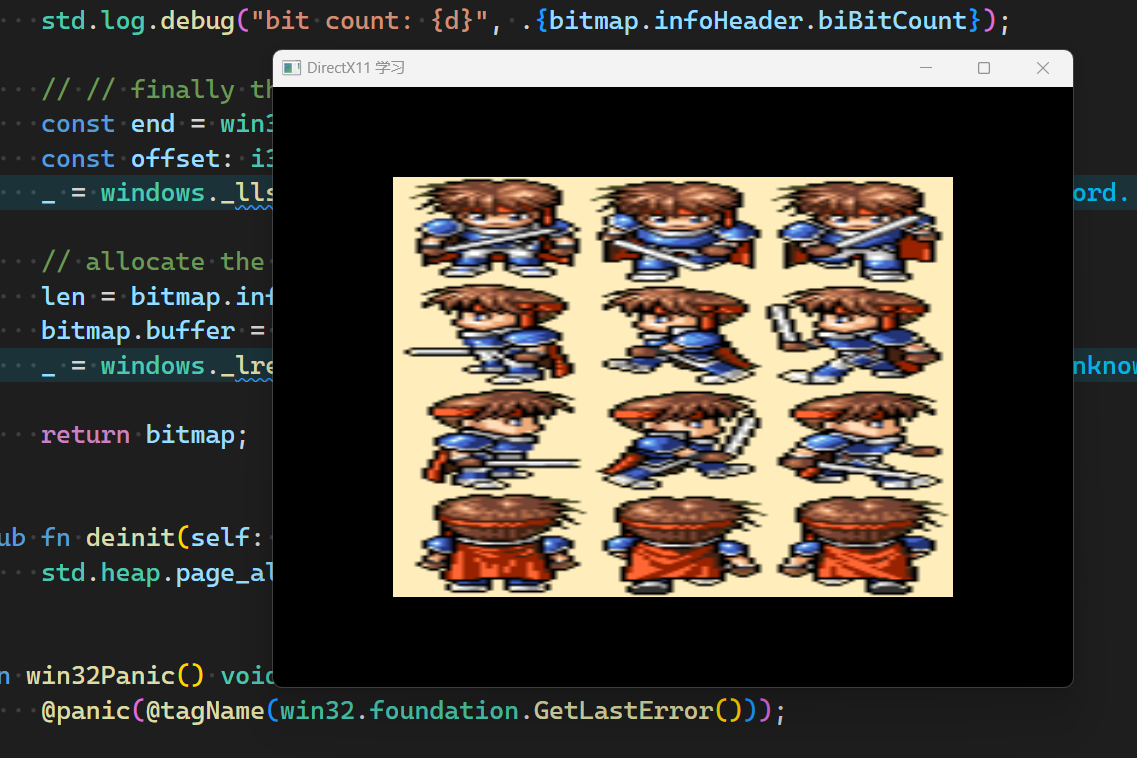 std.log.debug("bit count: {d}", .{bitmap.infoHeader.biBitCount});
DirectX11 学习
// // finally th
const end = win3
const offset: i3
_ = windows._lls
ord.
// allocate the
len = bitmap.inf
bitmap.buffer =
_ = windows._lre
nknow
return bitmap;
ub fn deinit(self:
std.heap.page_al
n win32Panic() void
@panic(@tagName(win32.foundation.GetLastError()));